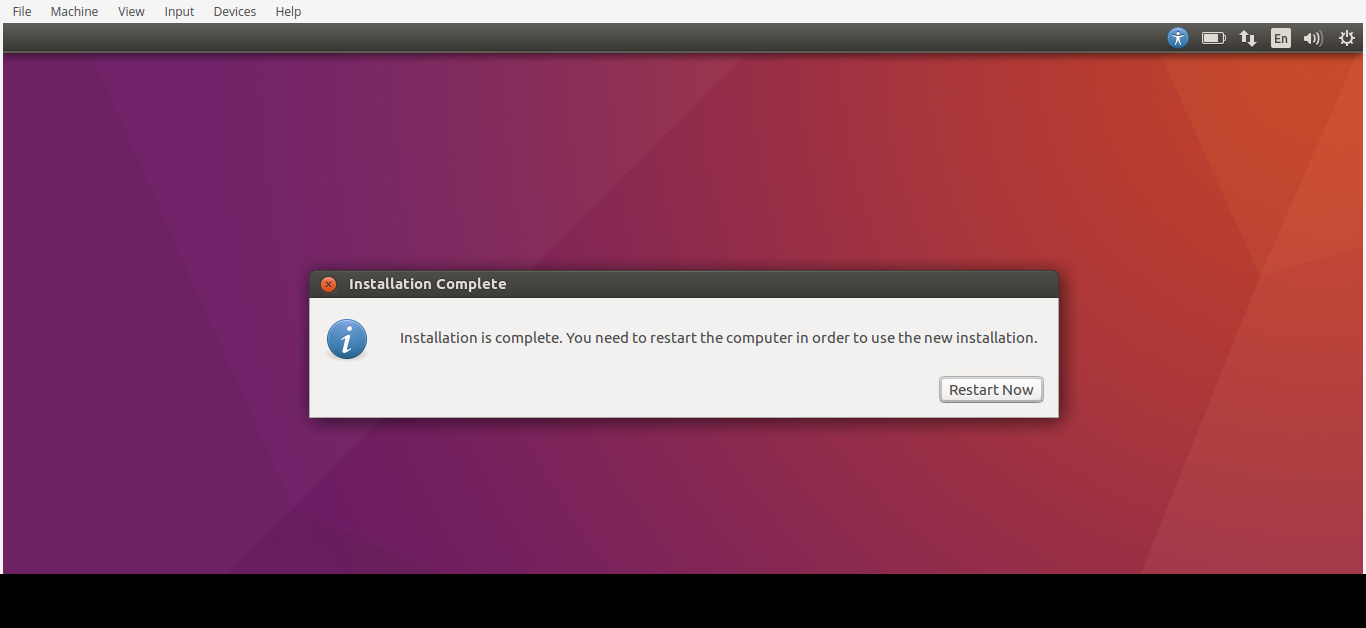 File Machine View Input Devices Help
En
Installation Complete
Installation is complete. You need to restart the computer in order to use the new installation.
Restart Now